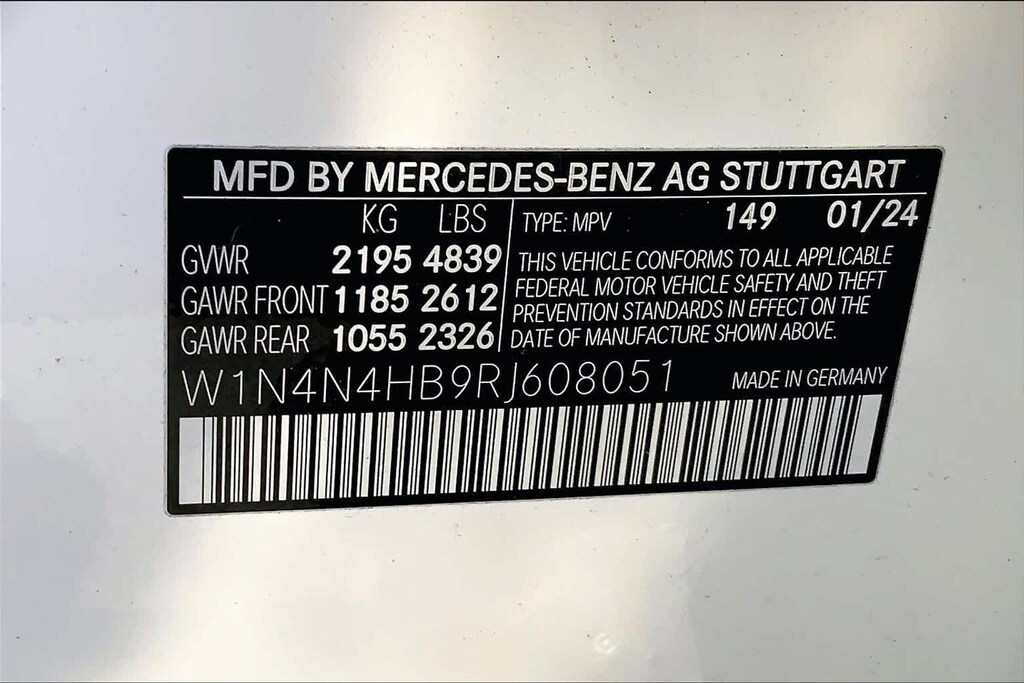 MFD BY MERCEDES-BENZ AG STUTTGART
KG LBS
GVWR 2195 4839
GAWR FRONT 1185 2612
GAWR REAR 1055 2326
TYPE: MPV 149 01/24
THIS VEHICLE CONFORMS TO ALL APPLICABLE
FEDERAL MOTOR VEHICLE SAFETY AND THEFT
PREVENTION STANDARDS IN EFFECT ON THE
DATE OF MANUFACTURE SHOWN ABOVE.
W1N4N4HB9RJ608051
MADE IN GERMANY